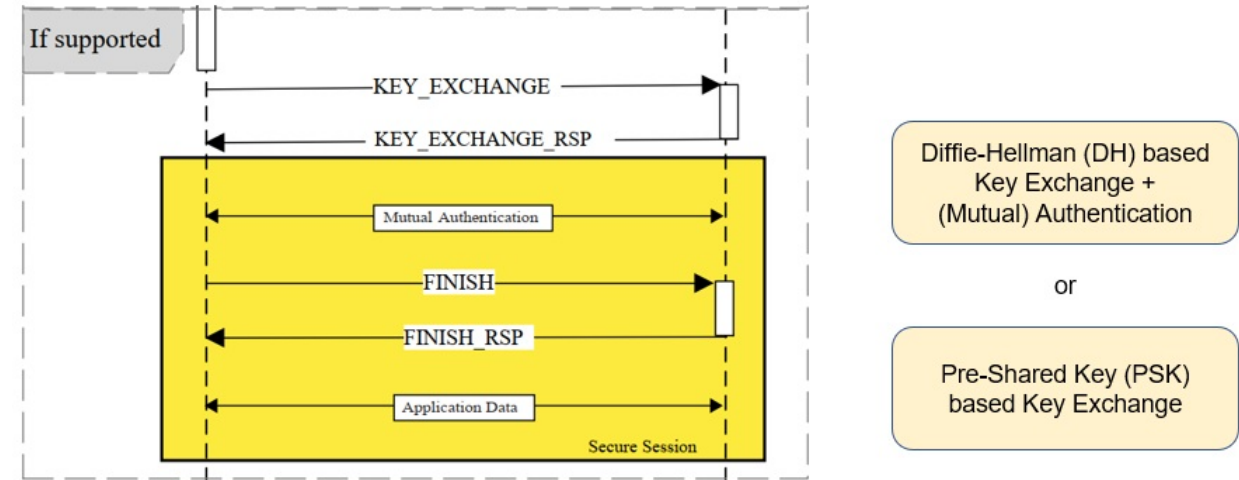 If supported
KEY_EXCHANGE
KEY_EXCHANGE_RSP
Mutual Authentication
FINISH
FINISH_RSP
Application Data
Secure Session
Diffie-Hellman (DH) based
Key Exchange +
(Mutual) Authentication
or
Pre-Shared Key (PSK)
based Key Exchange